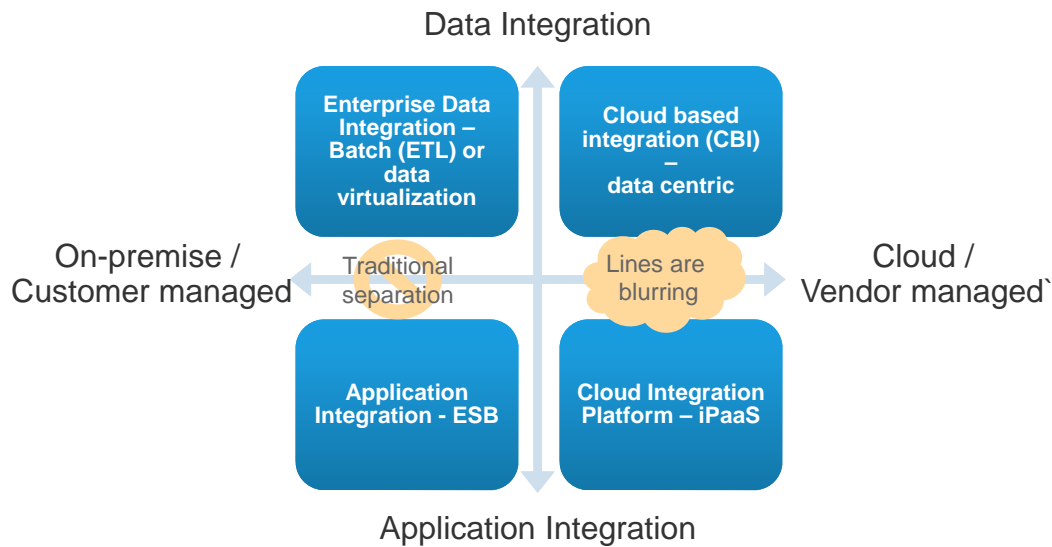 Data Integration
Enterprise Data
Integration –
Batch (ETL) or
data
virtualization
Cloud based
integration (CBI)
–
data centric
On-premise /
Customer managed
Traditional
separation
Lines are
blurring
Cloud /
Vendor managed`
Application
Integration - ESB
Cloud Integration
Platform – iPaaS
Application Integration